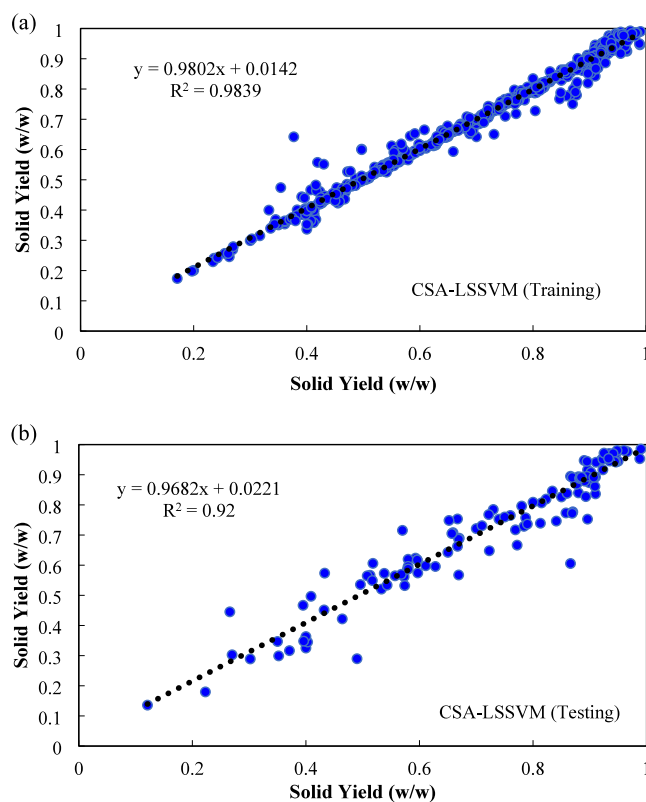 (a)
1
0.9
0.8
0.7
0.6
0.5
0.4
0.3
0.2
0.1
0
Solid Yield (w/w)
y = 0.9802x + 0.0142
R² = 0.9839
CSA-LSSVM (Training)
0 0.2 0.4 0.6 0.8 1
Solid Yield (w/w)
(b)
1
0.9
0.8
0.7
0.6
0.5
0.4
0.3
0.2
0.1
0
Solid Yield (w/w)
y = 0.9682x + 0.0221
R² = 0.92
CSA-LSSVM (Testing)
0 0.2 0.4 0.6 0.8 1
Solid Yield (w/w)